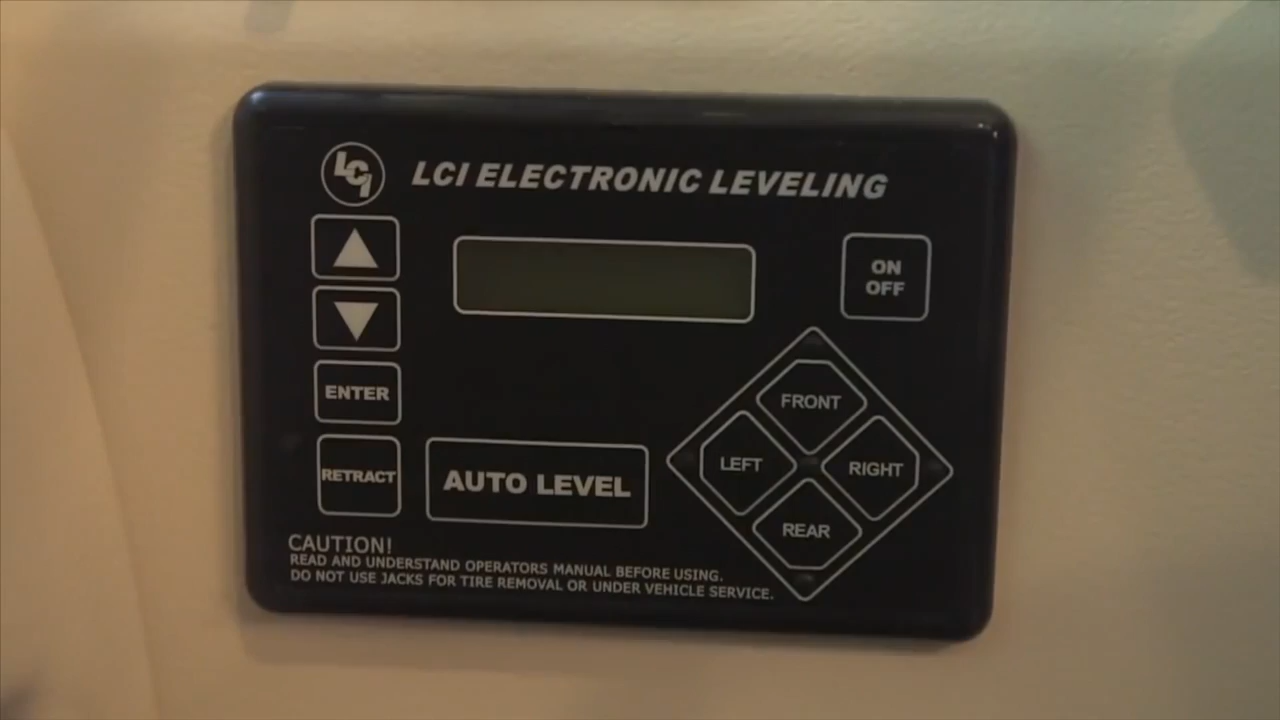 LCI
LCI ELECTRONIC LEVELING
ON
OFF
ENTER
RETRACT
AUTO LEVEL
FRONT
LEFT
RIGHT
REAR
CAUTION!
READ AND UNDERSTAND OPERATORS MANUAL BEFORE USING.
DO NOT USE JACKS FOR TIRE REMOVAL OR UNDER VEHICLE SERVICE.